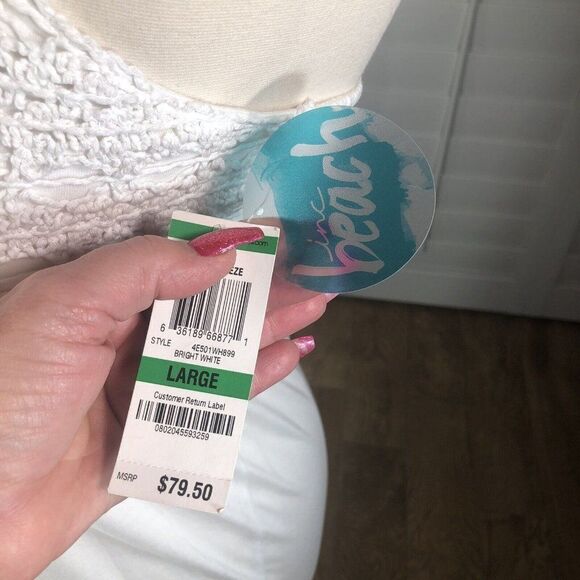 inc
beach
.com
EZE
6 36189 66877 1
STYLE 4E501WH899
BRIGHT WHITE
LARGE
Customer Return Label
0802045593259
MSRP $79.50